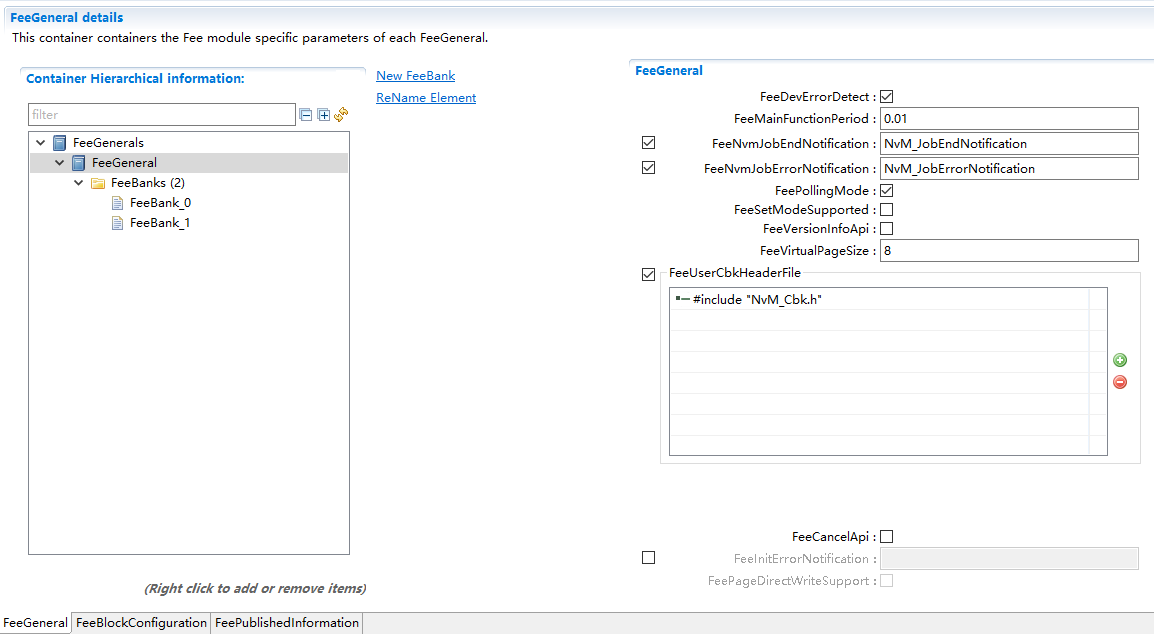 FeeGeneral details
This container containers the Fee module specific parameters of each FeeGeneral.
Container Hierarchical information:
filter
FeeGenerals
FeeGeneral
FeeBanks (2)
FeeBank_0
FeeBank_1
(Right click to add or remove items)
New FeeBank
ReName Element
FeeGeneral
FeeDevErrorDetect :
FeeMainFunctionPeriod : 0.01
FeeNvmJobEndNotification : NvM_JobEndNotification
FeeNvmJobErrorNotification : NvM_JobErrorNotification
FeePollingMode :
FeeSetModeSupported :
FeeVersionInfoApi :
FeeVirtualPageSize : 8
FeeUserCbkHeaderFile
#include "NvM_Cbk.h"
FeeCancelApi :
FeeInitErrorNotification :
FeePageDirectWriteSupport :
FeeGeneral FeeBlockConfiguration FeePublishedInformation